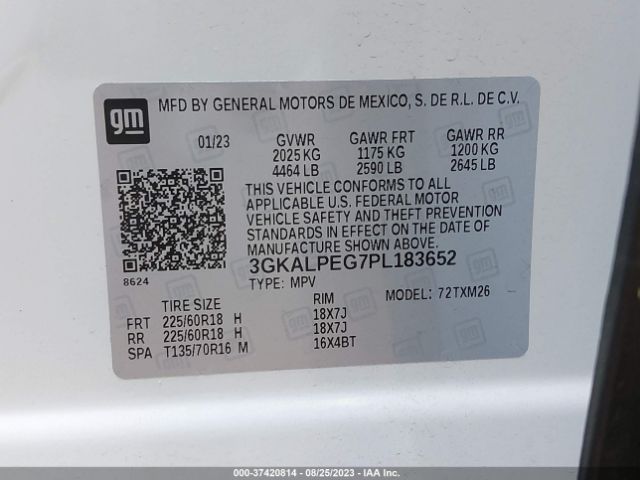 gm
MFD BY GENERAL MOTORS DE MEXICO, S. DE R.L. DE C.V.
01/23 GVWR GAWR FRT GAWR RR
2025 KG 1175 KG 1200 KG
4464 LB 2590 LB 2645 LB
THIS VEHICLE CONFORMS TO ALL
APPLICABLE U.S. FEDERAL MOTOR
VEHICLE SAFETY AND THEFT PREVENTION
STANDARDS IN EFFECT ON THE DATE OF
MANUFACTURE SHOWN ABOVE.
3GKALPEG7PL183652
8624 TYPE: MPV MODEL: 72TXM26
TIRE SIZE RIM
FRT 225/60R18 H 18X7J
RR 225/60R18 H 18X7J
SPA T135/70R16 M 16X4BT
000-37420814 - 08/25/2023 - IAAI.COM